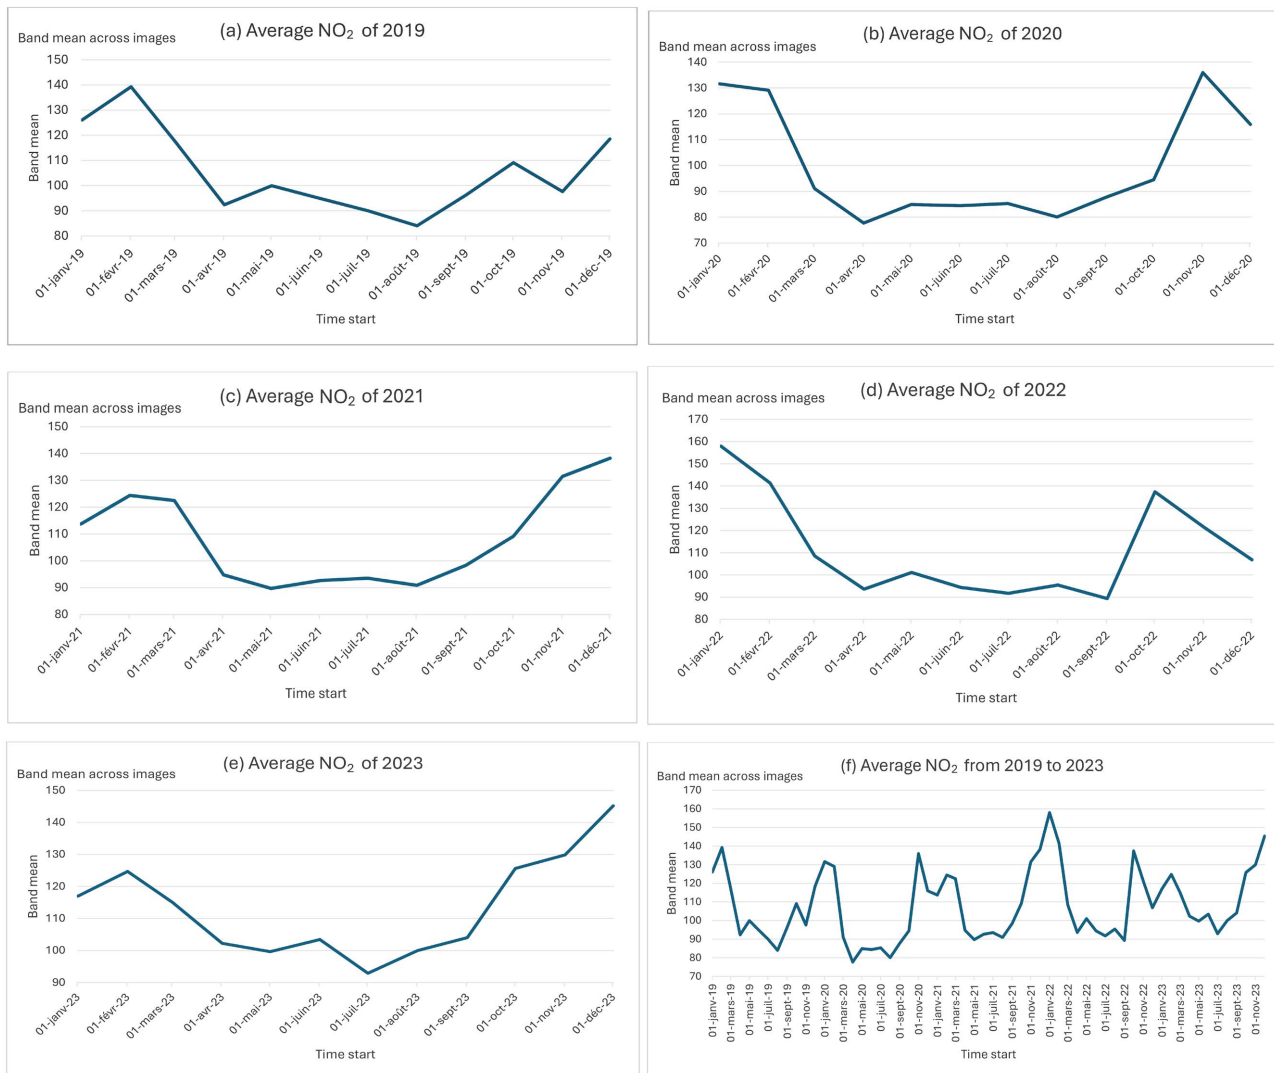 (a) Average NO₂ of 2019
Band mean across images
Band mean
150
140
130
120
110
100
90
80
01-janv-19
01-févr-19
01-mars-19
01-avr-19
01-mai-19
01-juin-19
01-juil-19
01-août-19
01-sept-19
01-oct-19
01-nov-19
01-déc-19
Time start
(b) Average NO₂ of 2020
Band mean across images
Band mean
140
130
120
110
100
90
80
70
01-janv-20
01-févr-20
01-mars-20
01-avr-20
01-mai-20
01-juin-20
01-juil-20
01-août-20
01-sept-20
01-oct-20
01-nov-20
01-déc-20
Time start
(c) Average NO₂ of 2021
Band mean across images
Band mean
150
140
130
120
110
100
90
80
01-janv-21
01-févr-21
01-mars-21
01-avr-21
01-mai-21
01-juin-21
01-juil-21
01-août-21
01-sept-21
01-oct-21
01-nov-21
01-déc-21
Time start
(d) Average NO₂ of 2022
Band mean across images
Band mean
170
160
150
140
130
120
110
100
90
80
01-janv-22
01-févr-22
01-mars-22
01-avr-22
01-mai-22
01-juin-22
01-juil-22
01-août-22
01-sept-22
01-oct-22
01-nov-22
01-déc-22
Time start
(e) Average NO₂ of 2023
Band mean across images
Band mean
150
140
130
120
110
100
90
01-janv-23
01-févr-23
01-mars-23
01-avr-23
01-mai-23
01-juin-23
01-juil-23
01-août-23
01-sept-23
01-oct-23
01-nov-23
01-déc-23
Time start
(f) Average NO₂ from 2019 to 2023
Band mean across images
Band mean
170
160
150
140
130
120
110
100
90
80
70
01-janv-19
01-mars-19
01-mai-19
01-juil-19
01-sept-19
01-nov-19
01-janv-20
01-mars-20
01-mai-20
01-juil-20
01-sept-20
01-nov-20
01-janv-21
01-mars-21
01-mai-21
01-juil-21
01-sept-21
01-nov-21
01-janv-22
01-mars-22
01-mai-22
01-juil-22
01-sept-22
01-nov-22
01-janv-23
01-mars-23
01-mai-23
01-juil-23
01-sept-23
01-nov-23
Time start